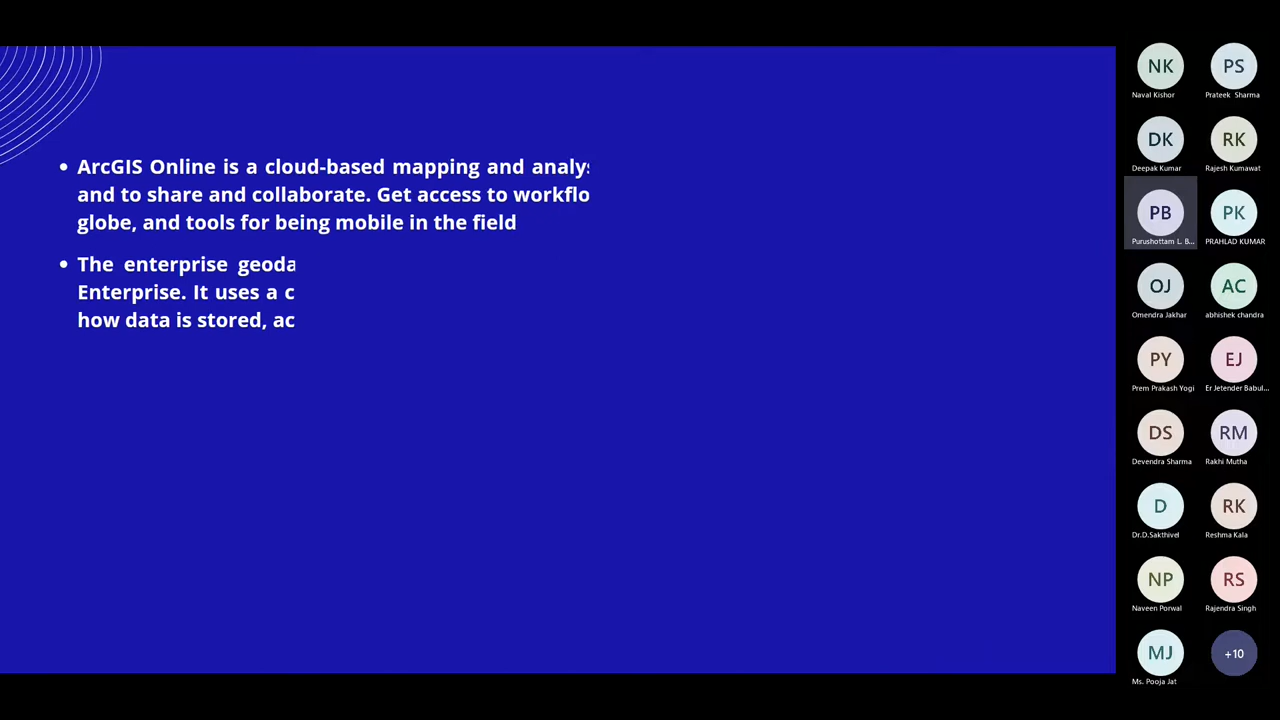 ArcGIS Online is a cloud-based mapping and
and to share and collaborate. Get access to
globe, and tools for being mobile in the field
The enterprise
Enterprise. It uses a
how data is stored,
NK PS
Naval Kishor Prateek Sharma
DK RK
Deepak Kumar Rajesh Kumawat
PB PK
Purushottam L. B... PRAHLAD KUMAR
OJ AC
Omendra Jakhar abhishek chandra
PY EJ
Prem Prakash Yogi Er Jetender Babul...
DS RM
Devendra Sharma Rakhi Mutha
D RK
Dr.D.Sakthivel Reshma Kala
NP RS
Naveen Porwal Rajendra Singh
MJ +10
Ms. Pooja Jat